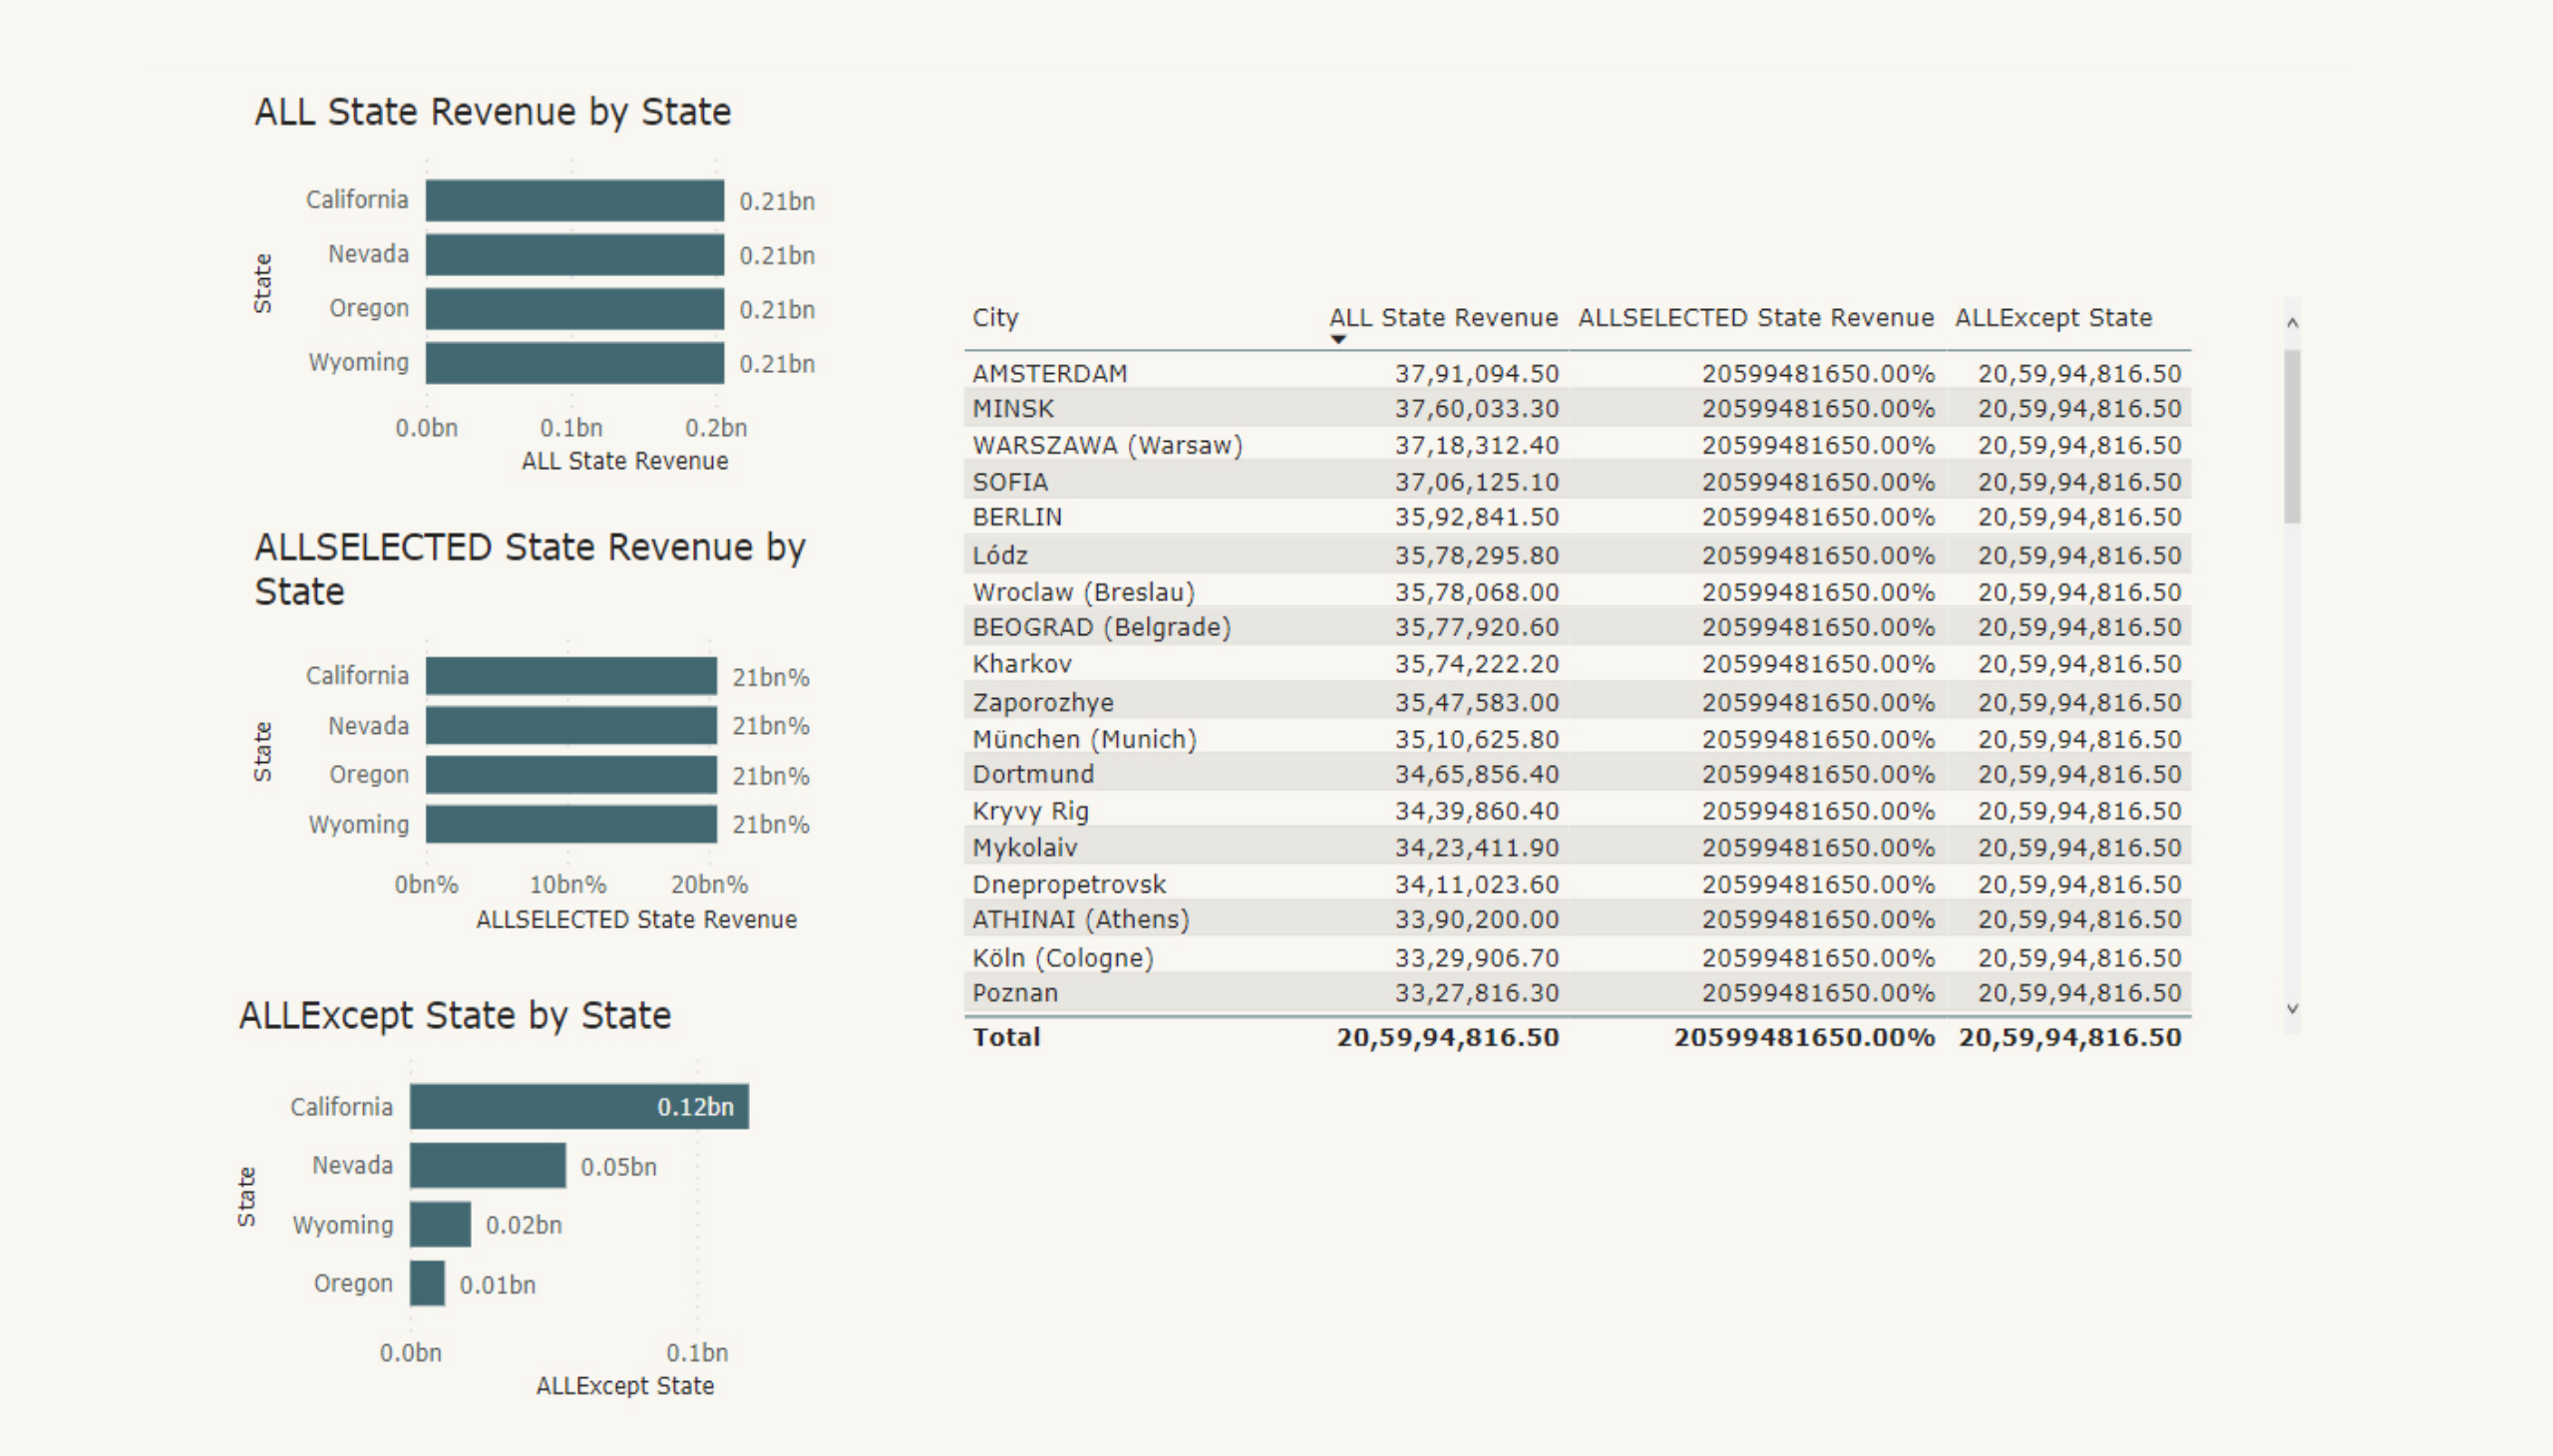 ALL State Revenue by State
State
California 0.21bn
Nevada 0.21bn
Oregon 0.21bn
Wyoming 0.21bn
0.0bn 0.1bn 0.2bn
ALL State Revenue
ALLSELECTED State Revenue by
State
State
California 21bn%
Nevada 21bn%
Oregon 21bn%
Wyoming 21bn%
0bn% 10bn% 20bn%
ALLSELECTED State Revenue
ALLExcept State by State
State
California 0.12bn
Nevada 0.05bn
Wyoming 0.02bn
Oregon 0.01bn
0.0bn 0.1bn
ALLExcept State
City ALL State Revenue ALLSELECTED State Revenue ALLExcept State
AMSTERDAM 37,91,094.50 20599481650.00% 20,59,94,816.50
MINSK 37,60,033.30 20599481650.00% 20,59,94,816.50
WARSZAWA (Warsaw) 37,18,312.40 20599481650.00% 20,59,94,816.50
SOFIA 37,06,125.10 20599481650.00% 20,59,94,816.50
BERLIN 35,92,841.50 20599481650.00% 20,59,94,816.50
Lódz 35,78,295.80 20599481650.00% 20,59,94,816.50
Wroclaw (Breslau) 35,78,068.00 20599481650.00% 20,59,94,816.50
BEOGRAD (Belgrade) 35,77,920.60 20599481650.00% 20,59,94,816.50
Kharkov 35,74,222.20 20599481650.00% 20,59,94,816.50
Zaporozhye 35,47,583.00 20599481650.00% 20,59,94,816.50
München (Munich) 35,10,625.80 20599481650.00% 20,59,94,816.50
Dortmund 34,65,856.40 20599481650.00% 20,59,94,816.50
Kryvy Rig 34,39,860.40 20599481650.00% 20,59,94,816.50
Mykolaiv 34,23,411.90 20599481650.00% 20,59,94,816.50
Dnepropetrovsk 34,11,023.60 20599481650.00% 20,59,94,816.50
ATHINAI (Athens) 33,90,200.00 20599481650.00% 20,59,94,816.50
Köln (Cologne) 33,29,906.70 20599481650.00% 20,59,94,816.50
Poznan 33,27,816.30 20599481650.00% 20,59,94,816.50
Total 20,59,94,816.50 20599481650.00% 20,59,94,816.50